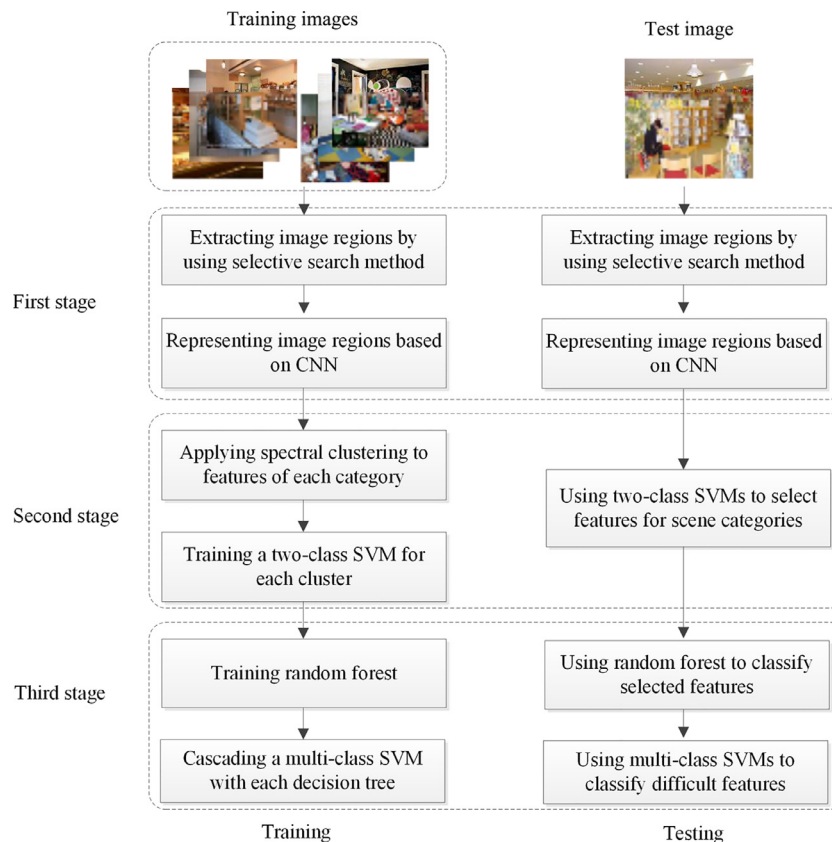 Training images
Test image
Extracting image regions by
using selective search method
Extracting image regions by
using selective search method
First stage
Representing image regions based
on CNN
Representing image regions based
on CNN
Applying spectral clustering to
features of each category
Second stage
Using two-class SVMs to select
features for scene categories
Training a two-class SVM for
each cluster
Third stage
Training random forest
Using random forest to classify
selected features
Cascading a multi-class SVM
with each decision tree
Using multi-class SVMs to
classify difficult features
Training
Testing